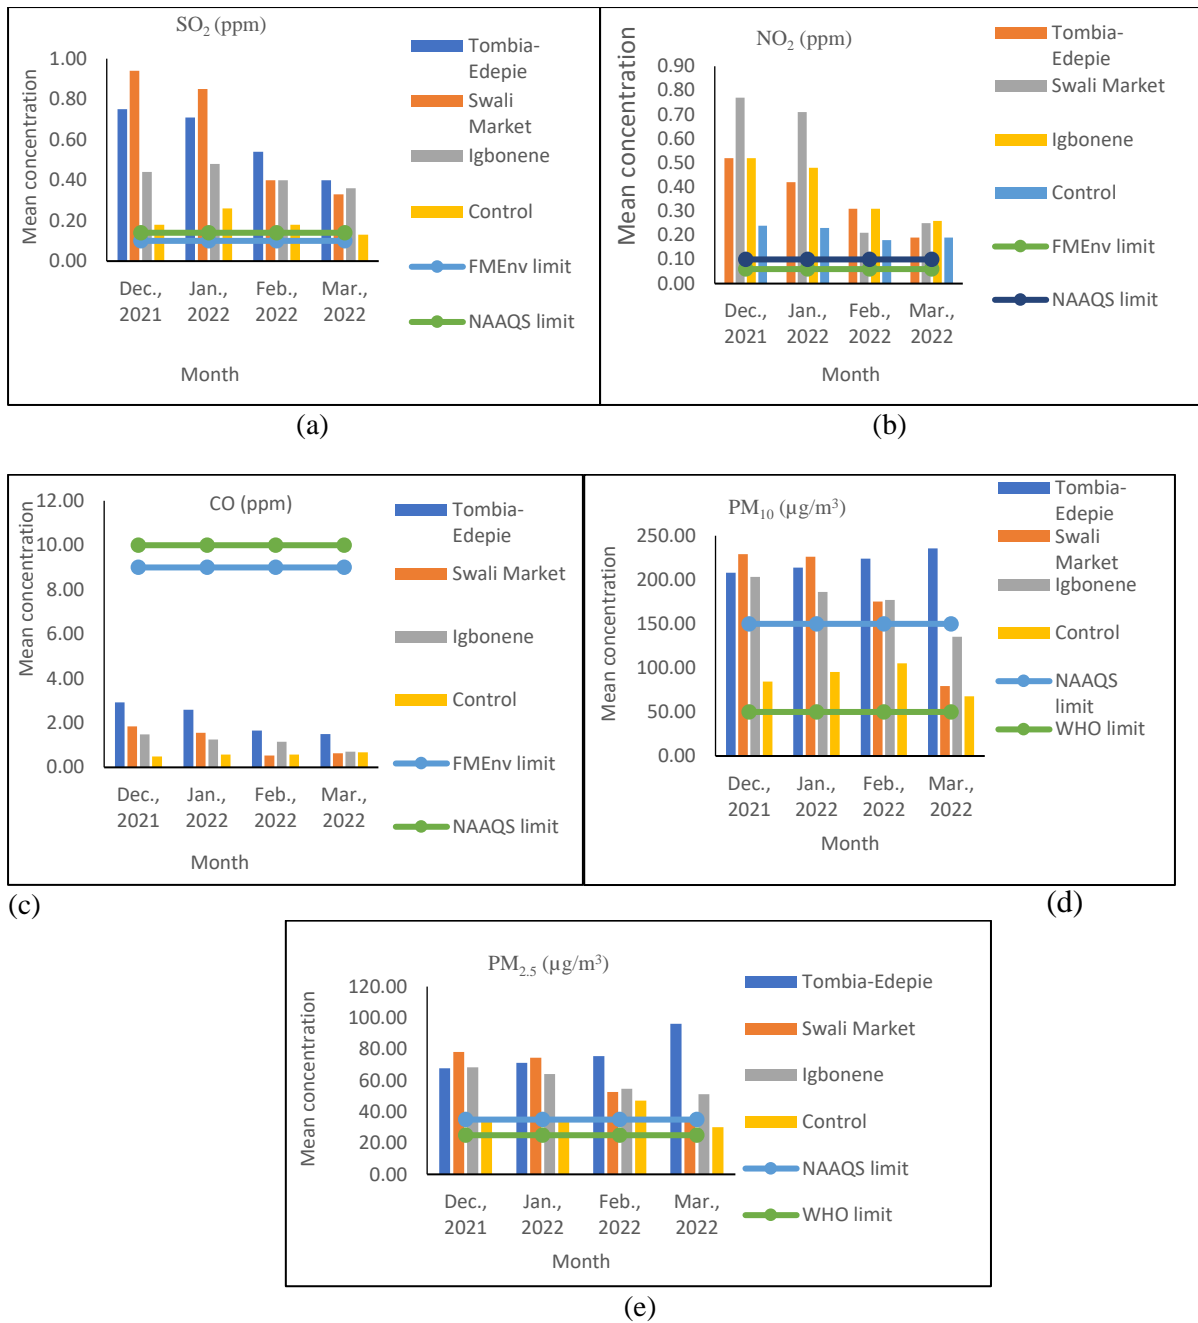 SO₂ (ppm)
Mean concentration
1.00
0.80
0.60
0.40
0.20
0.00
Dec., 2021
Jan., 2022
Feb., 2022
Mar., 2022
Month
Tombia-
Edepie
Swali
Market
Igbonene
Control
FMEnv limit
NAAQS limit
(a)
NO₂ (ppm)
Mean concentration
0.90
0.80
0.70
0.60
0.50
0.40
0.30
0.20
0.10
0.00
Dec., 2021
Jan., 2022
Feb., 2022
Mar., 2022
Month
Tombia-
Edepie
Swali Market
Igbonene
Control
FMEnv limit
NAAQS limit
(b)
CO (ppm)
Mean concentration
12.00
10.00
8.00
6.00
4.00
2.00
0.00
Dec., 2021
Jan., 2022
Feb., 2022
Mar., 2022
Month
Tombia-
Edepie
Swali Market
Igbonene
Control
FMEnv limit
NAAQS limit
(c)
PM₁₀ (µg/m³)
Mean concentration
250.00
200.00
150.00
100.00
50.00
0.00
Dec., 2021
Jan., 2022
Feb., 2022
Mar., 2022
Month
Tombia-
Edepie
Swali
Market
Igbonene
Control
NAAQS
limit
WHO limit
(d)
PM₂.₅ (µg/m³)
Mean concentration
120.00
100.00
80.00
60.00
40.00
20.00
0.00
Dec., 2021
Jan., 2022
Feb., 2022
Mar., 2022
Month
Tombia-Edepie
Swali Market
Igbonene
Control
NAAQS limit
WHO limit
(e)